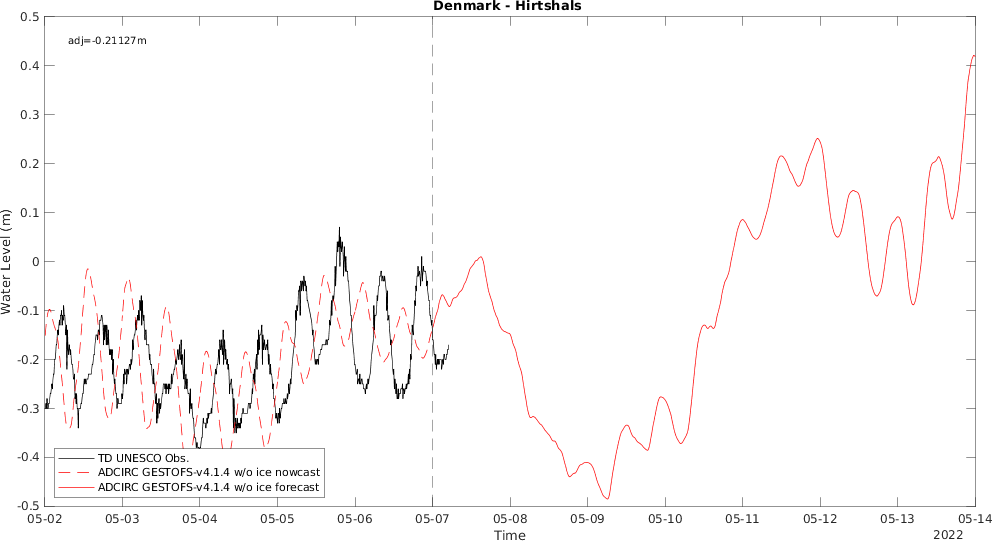 Denmark - Hirtshals
adj=-0.21127m
Water Level (m)
0.5
0.4
0.3
0.2
0.1
0
-0.1
-0.2
-0.3
-0.4
-0.5
TD UNESCO Obs.
ADCIRC GESTOFS-v4.1.4 w/o ice nowcast
ADCIRC GESTOFS-v4.1.4 w/o ice forecast
05-02 05-03 05-04 05-05 05-06 05-07 05-08 05-09 05-10 05-11 05-12 05-13 05-14
Time
2022